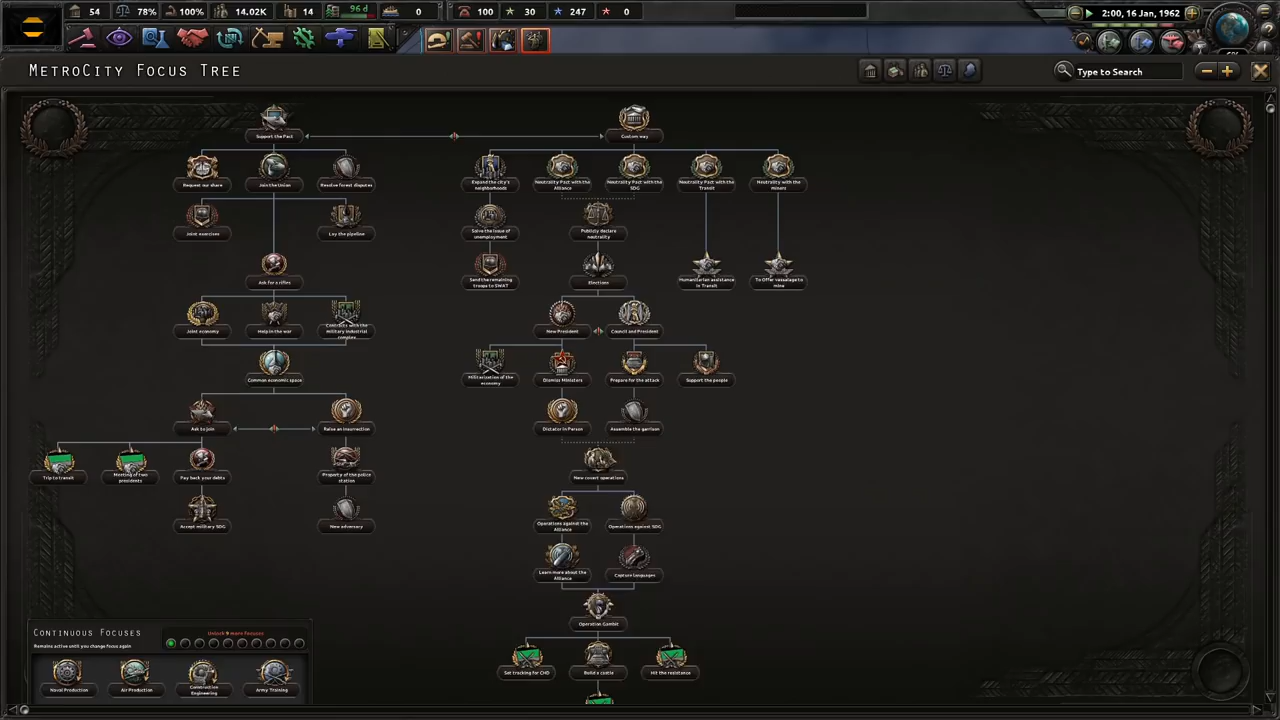 54 78% 100% 14.02K 14 96 d 0 100 30 247 0
2:00, 16 Jan, 1962
MetroCity Focus Tree
Type to Search
Support the Pact
Custom way
Request our share
Join the Union
Resolve forest disputes
Expand the city's
neighborhoods
Neutrality Pact with the
Alliance
Neutrality Pact with the
SDG
Neutrality Pact with the
Transit
Neutrality with the
miners
Joint exercises
Lay the pipeline
Solve the issue of
unemployment
Publicly declare
neutrality
Ask for a rifles
Send the remaining
troops to SWAT
Elections
Humanitarian assistance
in Transit
To Offer vassalage to
mine
Joint economy
Help in the war
Contracts with the
military industrial
complex
New President
Council and President
Common economic space
Militarization of the
economy
Dismiss Ministers
Prepare for the attack
Support the people
Ask to join
Raise an insurrection
Dictator in Person
Assemble the garrison
Trip to transit
Meeting of two
presidents
Pay back your debts
Property of the police
station
New covert operations
Accept military SDG
New adversary
Operations against the
Alliance
Operations against SDG
Learn more about the
Alliance
Capture languages
Operation Gambit
Set tracking for CHD
Build a castle
Hit the resistance
Continuous Focuses
Unlock 9 more focuses
Remains active until you change focus again
Naval Production
Air Production
Construction
Engineering
Army Training